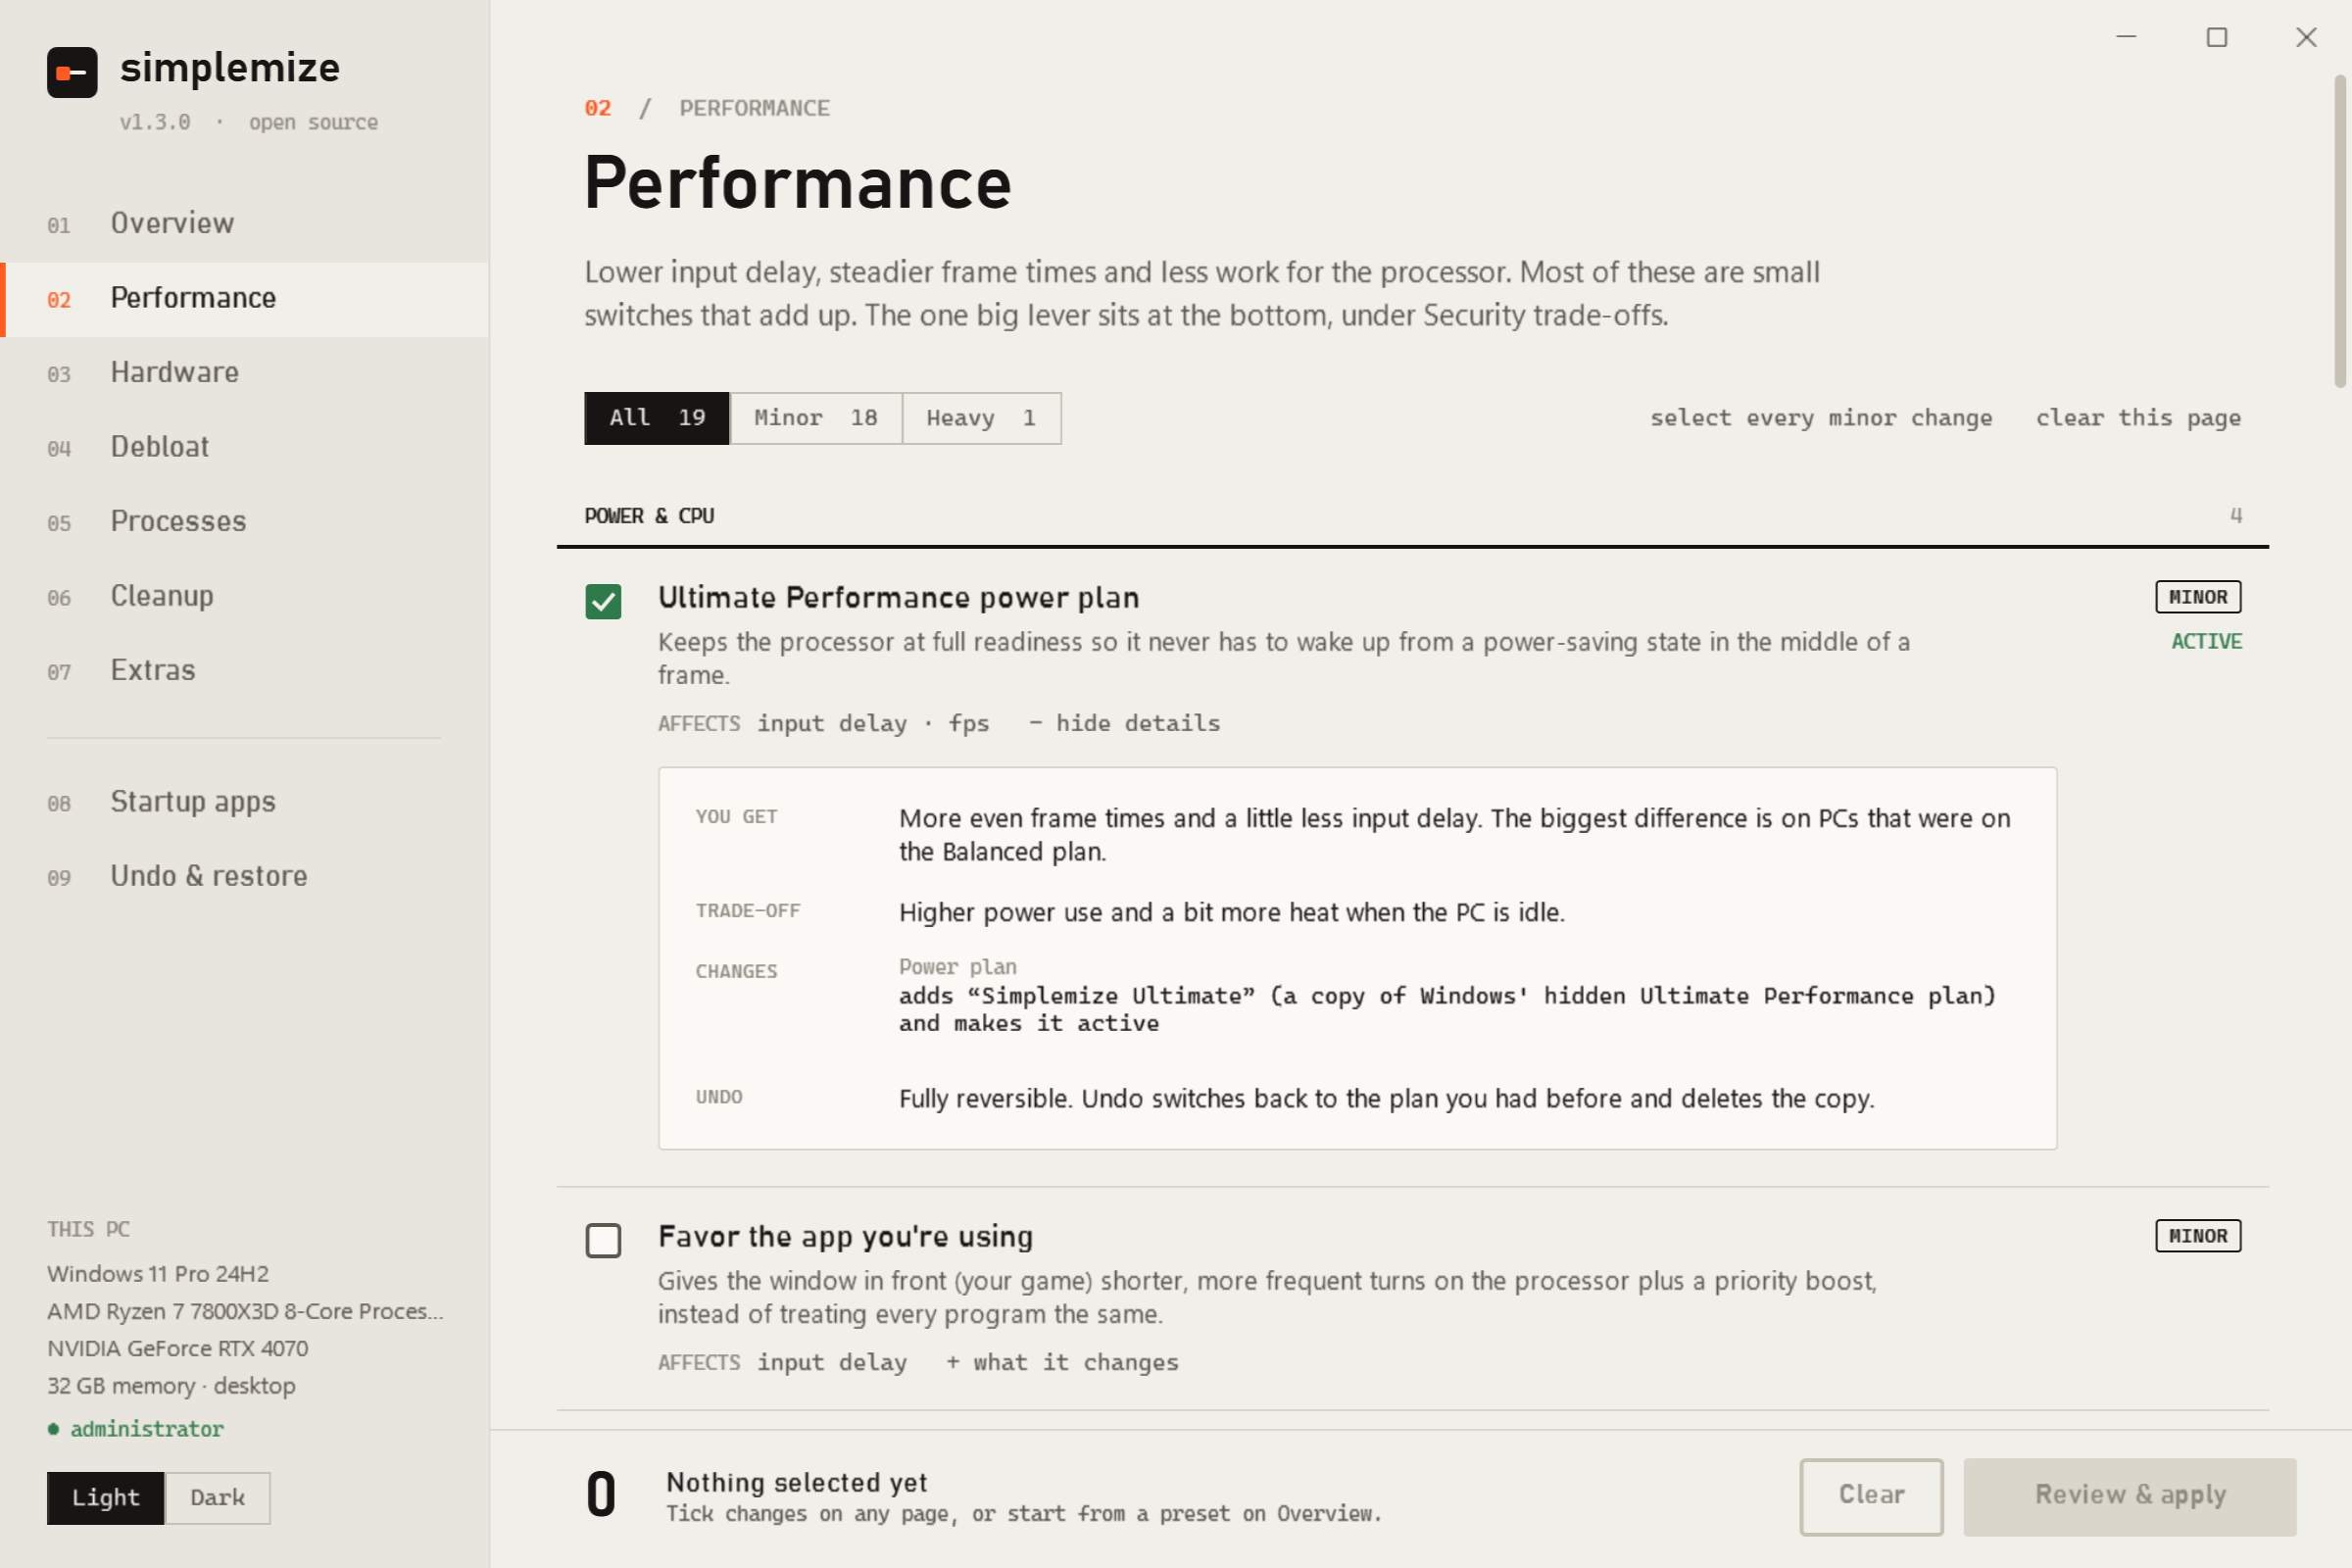 simplemize
v1.3.0 · open source
01 Overview
02 Performance
03 Hardware
04 Debloat
05 Processes
06 Cleanup
07 Extras
08 Startup apps
09 Undo & restore
THIS PC
Windows 11 Pro 24H2
AMD Ryzen 7 7800X3D 8-Core Proces...
NVIDIA GeForce RTX 4070
32 GB memory · desktop
administrator
Light Dark
02 / PERFORMANCE
Performance
Lower input delay, steadier frame times and less work for the processor. Most of these are small
switches that add up. The one big lever sits at the bottom, under Security trade-offs.
All 19 Minor 18 Heavy 1 select every minor change clear this page
POWER & CPU 4
Ultimate Performance power plan MINOR
Keeps the processor at full readiness so it never has to wake up from a power-saving state in the middle of a ACTIVE
frame.
AFFECTS input delay · fps − hide details
YOU GET More even frame times and a little less input delay. The biggest difference is on PCs that were on
the Balanced plan.
TRADE-OFF Higher power use and a bit more heat when the PC is idle.
CHANGES Power plan
adds “Simplemize Ultimate” (a copy of Windows' hidden Ultimate Performance plan)
and makes it active
UNDO Fully reversible. Undo switches back to the plan you had before and deletes the copy.
Favor the app you're using MINOR
Gives the window in front (your game) shorter, more frequent turns on the processor plus a priority boost,
instead of treating every program the same.
AFFECTS input delay + what it changes
0 Nothing selected yet
Tick changes on any page, or start from a preset on Overview.
Clear Review & apply